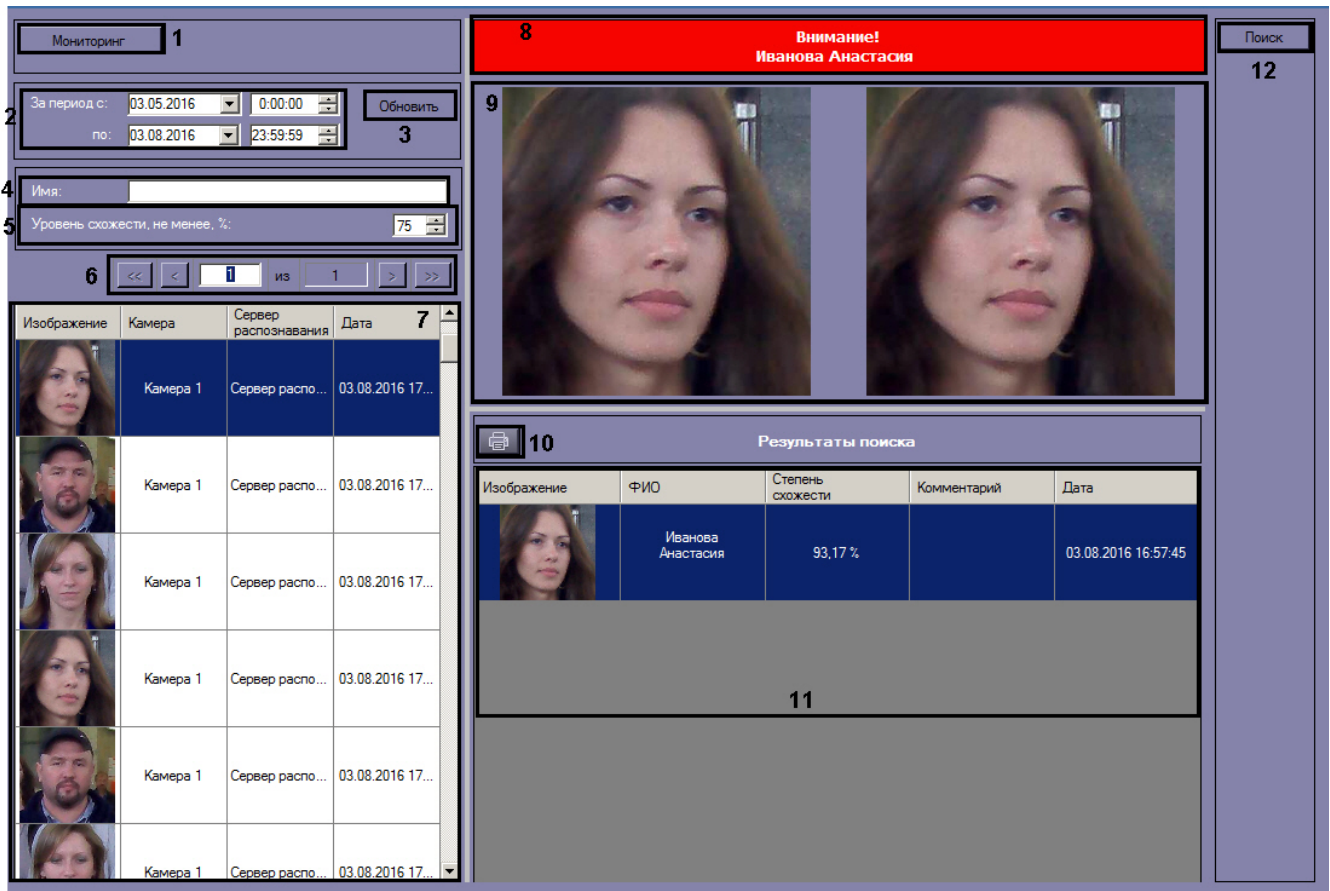 Мониторинг
1
8
Внимание!
Иванова Анастасия
Поиск
12
2
За период с:
03.05.2016
0:00:00
Обновить
по:
03.08.2016
23:59:59
3
9
4
Имя:
5
Уровень схожести, не менее, %:
75
6
<<
<
1
из
1
>
>>
Изображение
Камера
Сервер
распознавания
Дата
7
Камера 1
Сервер распо...
03.08.2016 17...
Камера 1
Сервер распо...
03.08.2016 17...
Камера 1
Сервер распо...
03.08.2016 17...
Камера 1
Сервер распо...
03.08.2016 17...
Камера 1
Сервер распо...
03.08.2016 17...
Камера 1
Сервер распо...
03.08.2016 17...
10
Результаты поиска
Изображение
ФИО
Степень
схожести
Комментарий
Дата
Иванова
Анастасия
93,17 %
03.08.2016 16:57:45
11